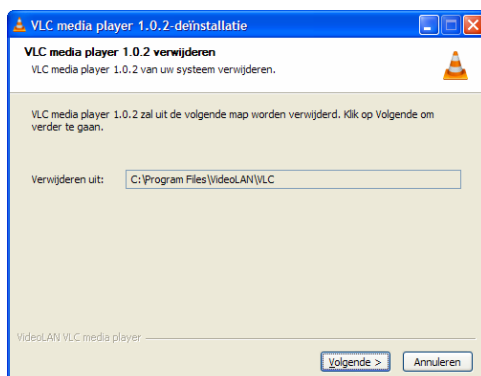 VLC media player 1.0.2-deïnstallatie
VLC media player 1.0.2 verwijderen
VLC media player 1.0.2 van uw systeem verwijderen.
VLC media player 1.0.2 zal uit de volgende map worden verwijderd. Klik op Volgende om
verder te gaan.
Verwijderen uit: C:\Program Files\VideoLAN\VLC
VideoLAN VLC media player
Volgende > Annuleren